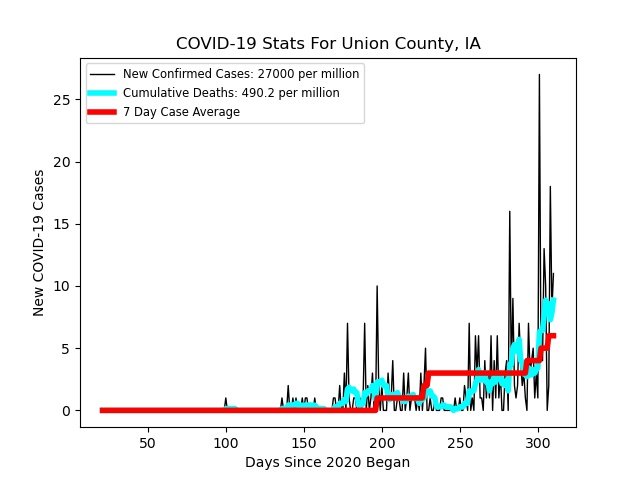 COVID-19 Stats For Union County, IA
New Confirmed Cases: 27000 per million
Cumulative Deaths: 490.2 per million
7 Day Case Average
New COVID-19 Cases
25
20
15
10
5
0
50 100 150 200 250 300
Days Since 2020 Began